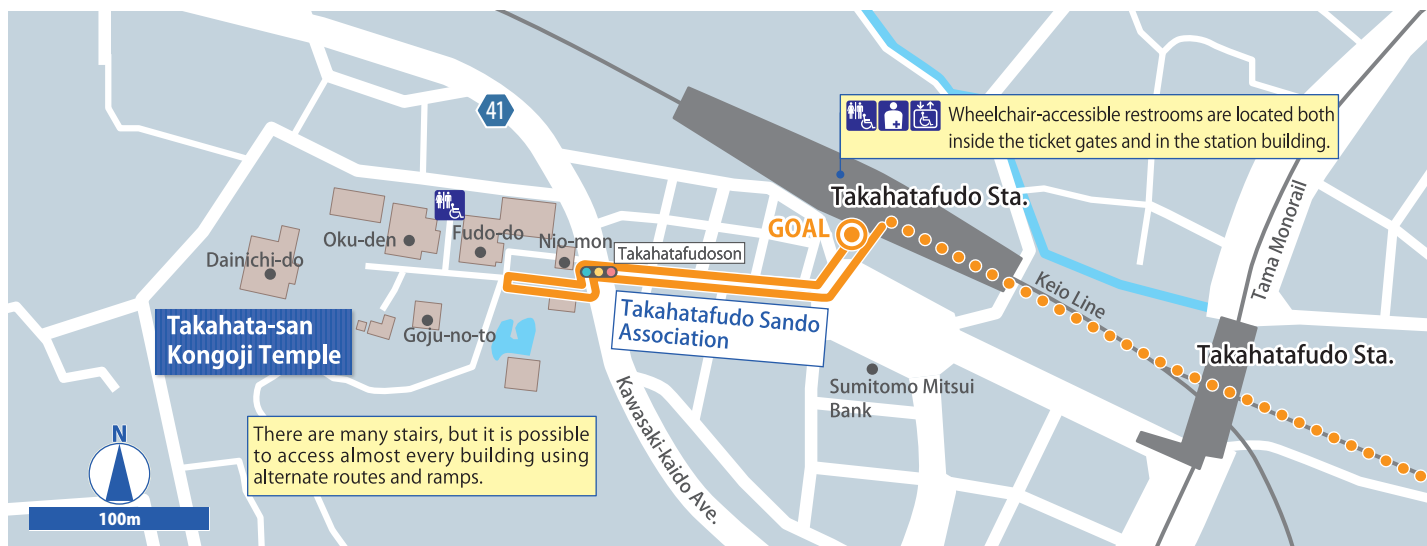 41
Wheelchair-accessible restrooms are located both
inside the ticket gates and in the station building.
Takahatafudo Sta.
GOAL
Tama Monorail
Oku-den
Fudo-do
Nio-mon
Takahatafudoson
Dainichi-do
Keio Line
Takahata-san
Kongoji Temple
Goju-no-to
Takahatafudo Sando
Association
Takahatafudo Sta.
Sumitomo Mitsui
Bank
Kawasaki-kaido Ave.
There are many stairs, but it is possible
to access almost every building using
alternate routes and ramps.
N
100m